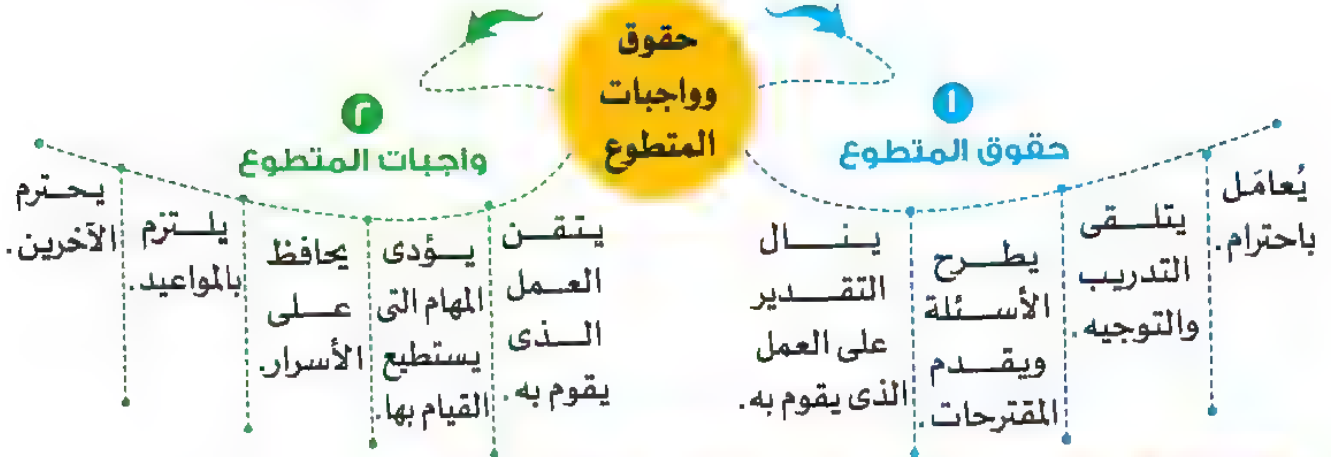 حقوق
وواجبات
المتطوع
١
حقوق المتطوع
يُعامَل
باحترام.
يتلقى
التدريب
والتوجيه.
يطرح
الأسئلة
ويقدم
المقترحات.
ينال
التقدير
على العمل
الذى يقوم به.
٢
واجبات المتطوع
يتقن
العمل
الذى
يقوم به.
يؤدى
المهام التى
يستطيع
القيام بها.
يحافظ
على
الأسرار.
يلتزم
بالمواعيد.
يحترم
الآخرين.